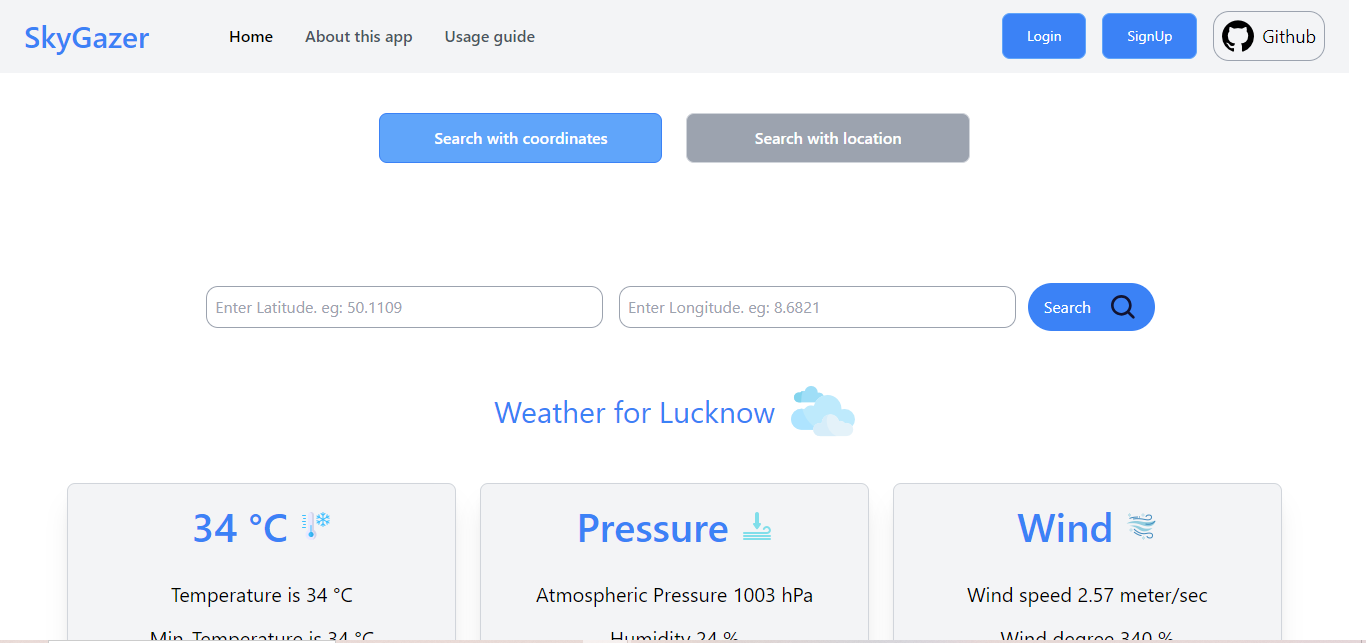 SkyGazer
Home
About this app
Usage guide
Login
SignUp
Github
Search with coordinates
Search with location
Enter Latitude. eg: 50.1109
Enter Longitude. eg: 8.6821
Search
Weather for Lucknow
34 °C
Temperature is 34 °C
Min. Temperature is 34 °C
Pressure
Atmospheric Pressure 1003 hPa
Humidity 24 %
Wind
Wind speed 2.57 meter/sec
Wind degree 340 %